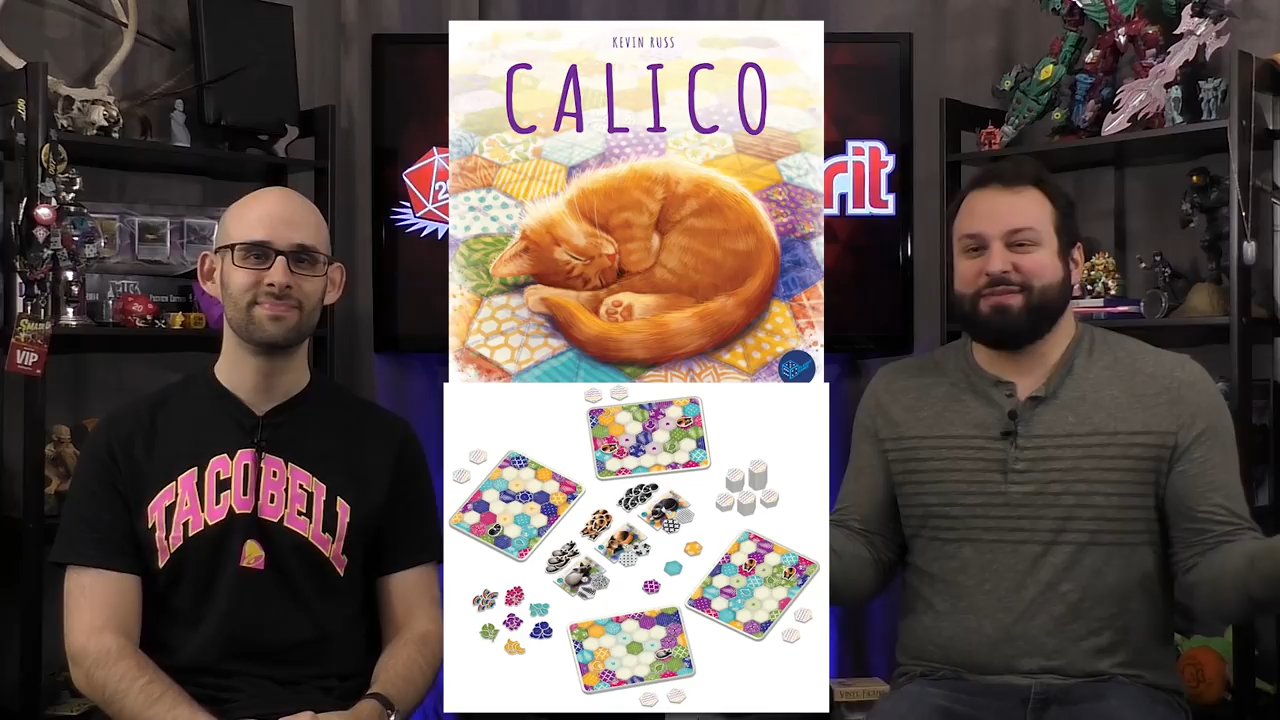 KEVIN RUSS
CALICO
rit
VIP
TACOBELL